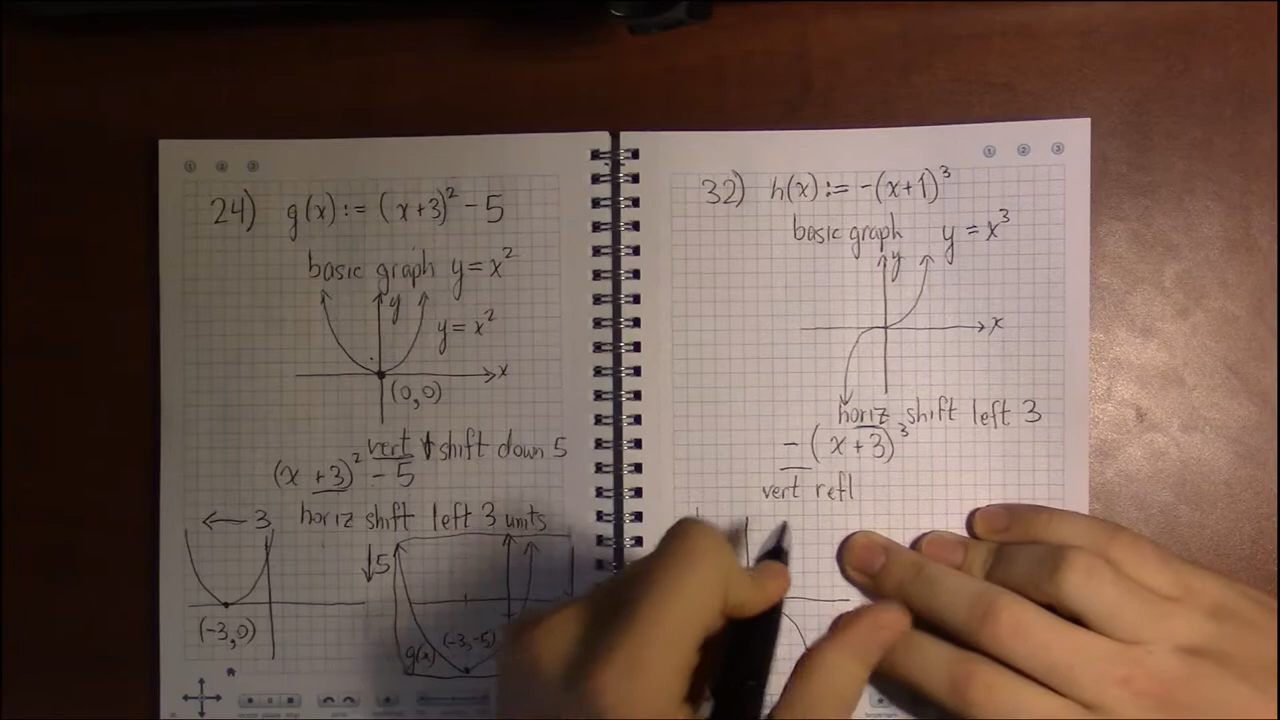 24) g(x) := (x+3)² - 5
basic graph y = x²
y
y = x²
x
(0,0)
vert shift down 5
(x +3)² - 5
horiz shift left 3 units
← 3
↓5
(-3,0)
(-3,-5)
g(x)
32) h(x) := -(x+1)³
basic graph y = x³
y
x
horiz shift left 3
-(x+3)³
vert refl